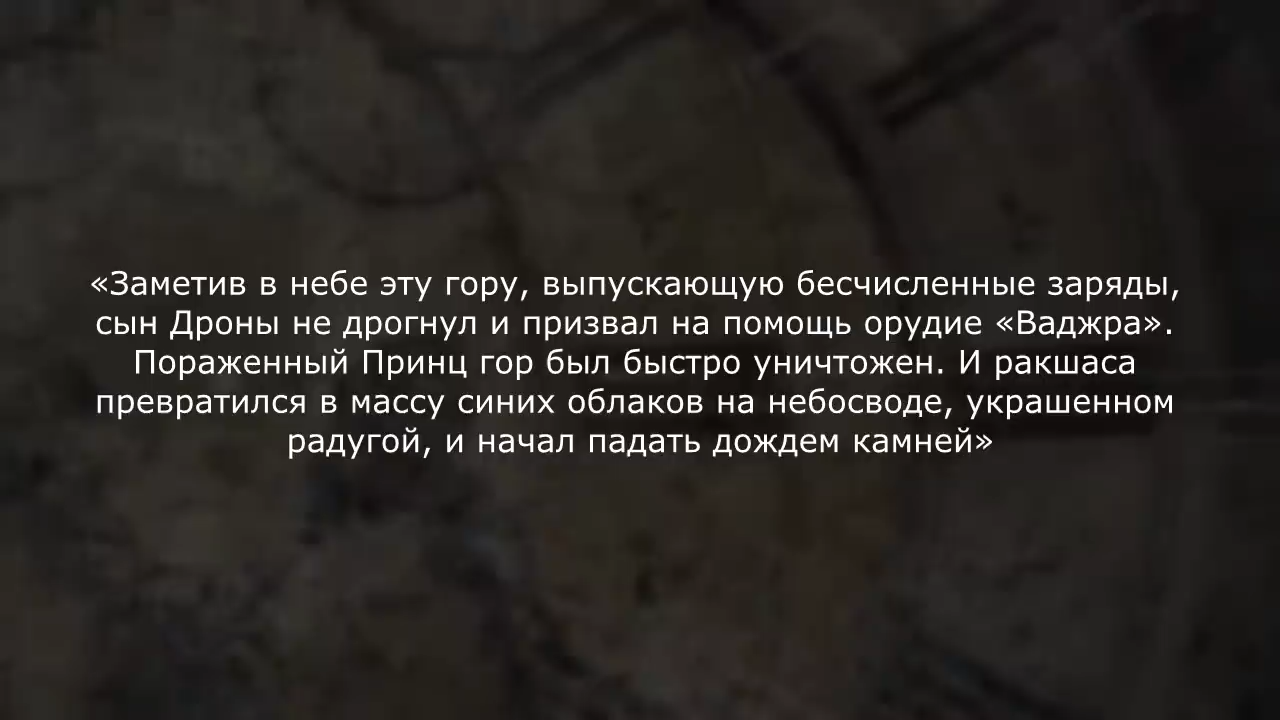 «Заметив в небе эту гору, выпускающую бесчисленные заряды,
сын Дроны не дрогнул и призвал на помощь орудие «Ваджра».
Пораженный Принц гор был быстро уничтожен. И ракшаса
превратился в массу синих облаков на небосводе, украшенном
радугой, и начал падать дождем камней»